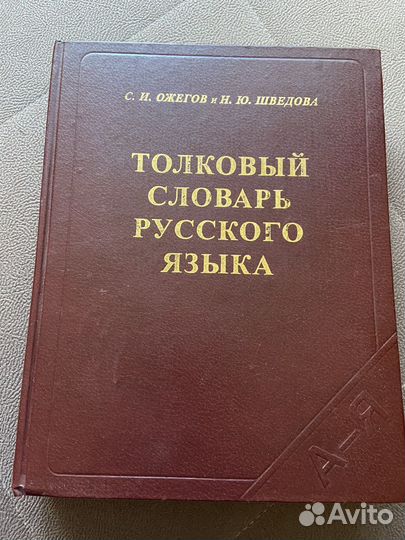 С. И. ОЖЕГОВ и Н. Ю. ШВЕДОВА
ТОЛКОВЫЙ
СЛОВАРЬ
РУССКОГО
ЯЗЫКА
А–Я
Avito